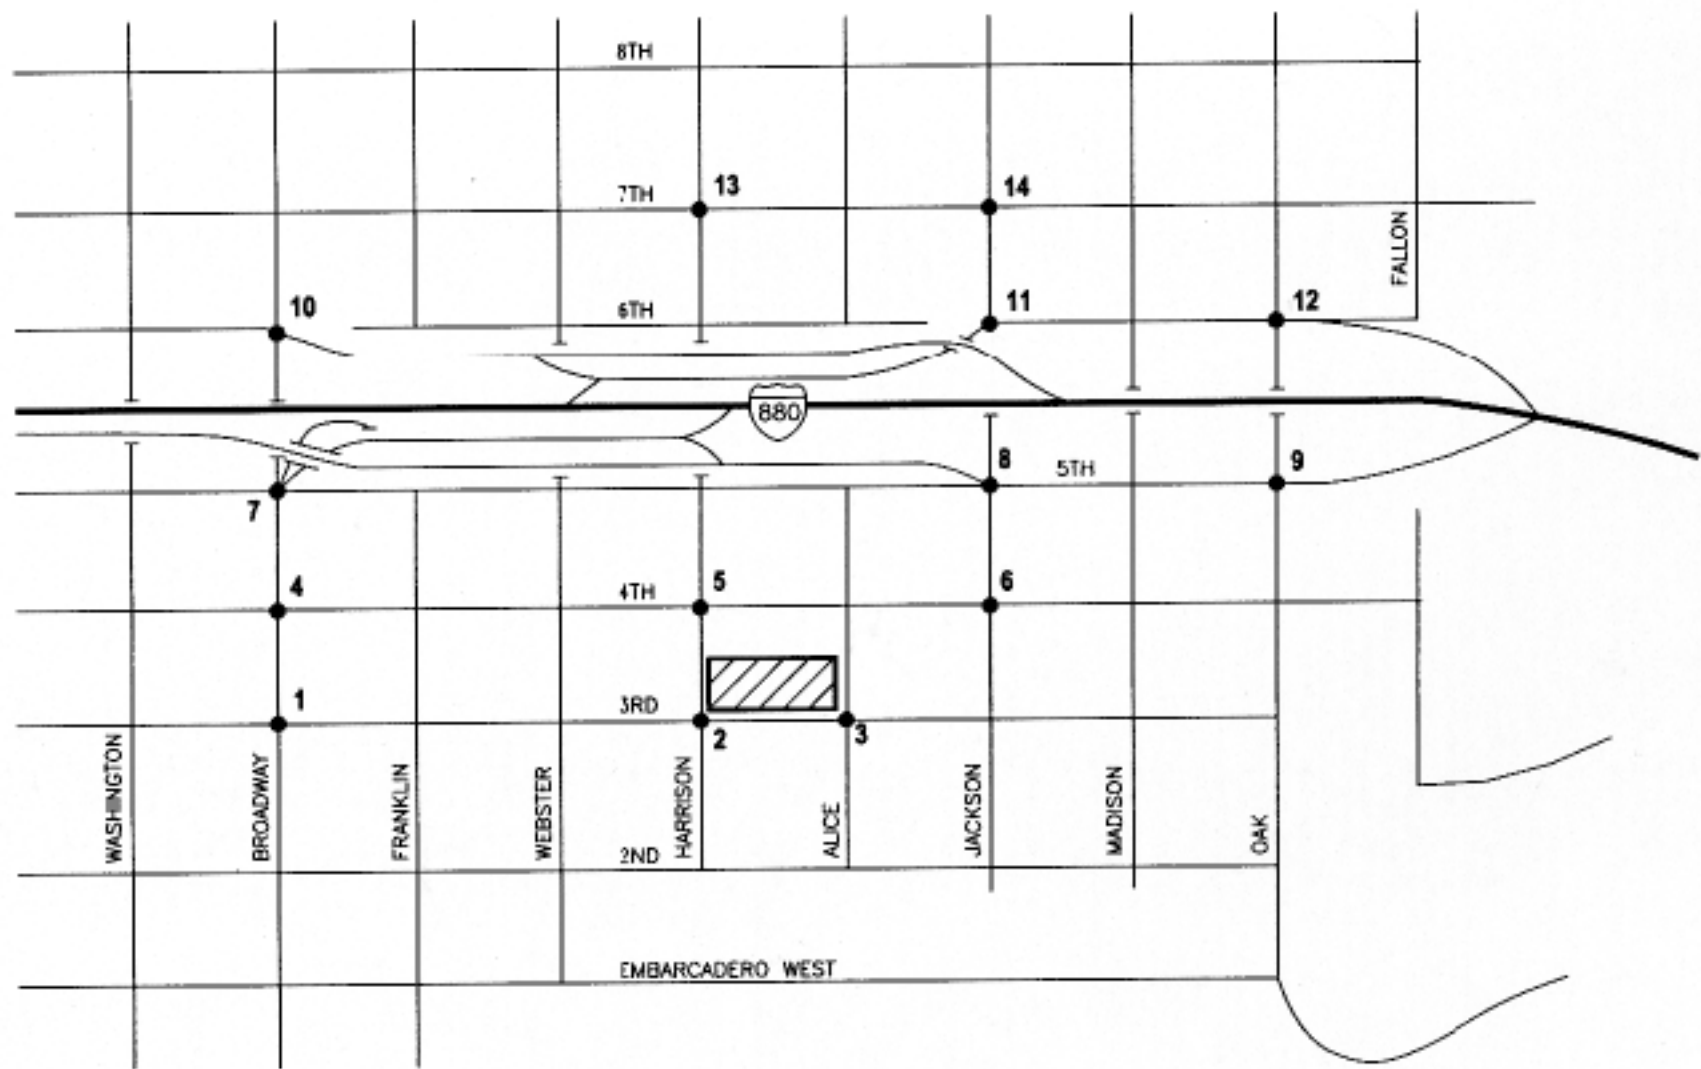 8TH
13
14
7TH
FALLON
10
6TH
11
12
880
8
5TH
9
7
4
4TH
5
6
1
3RD
2
3
WASHINGTON
BROADWAY
FRANKLIN
WEBSTER
HARRISON
ALICE
JACKSON
MADISON
OAK
2ND
EMBARCADERO WEST